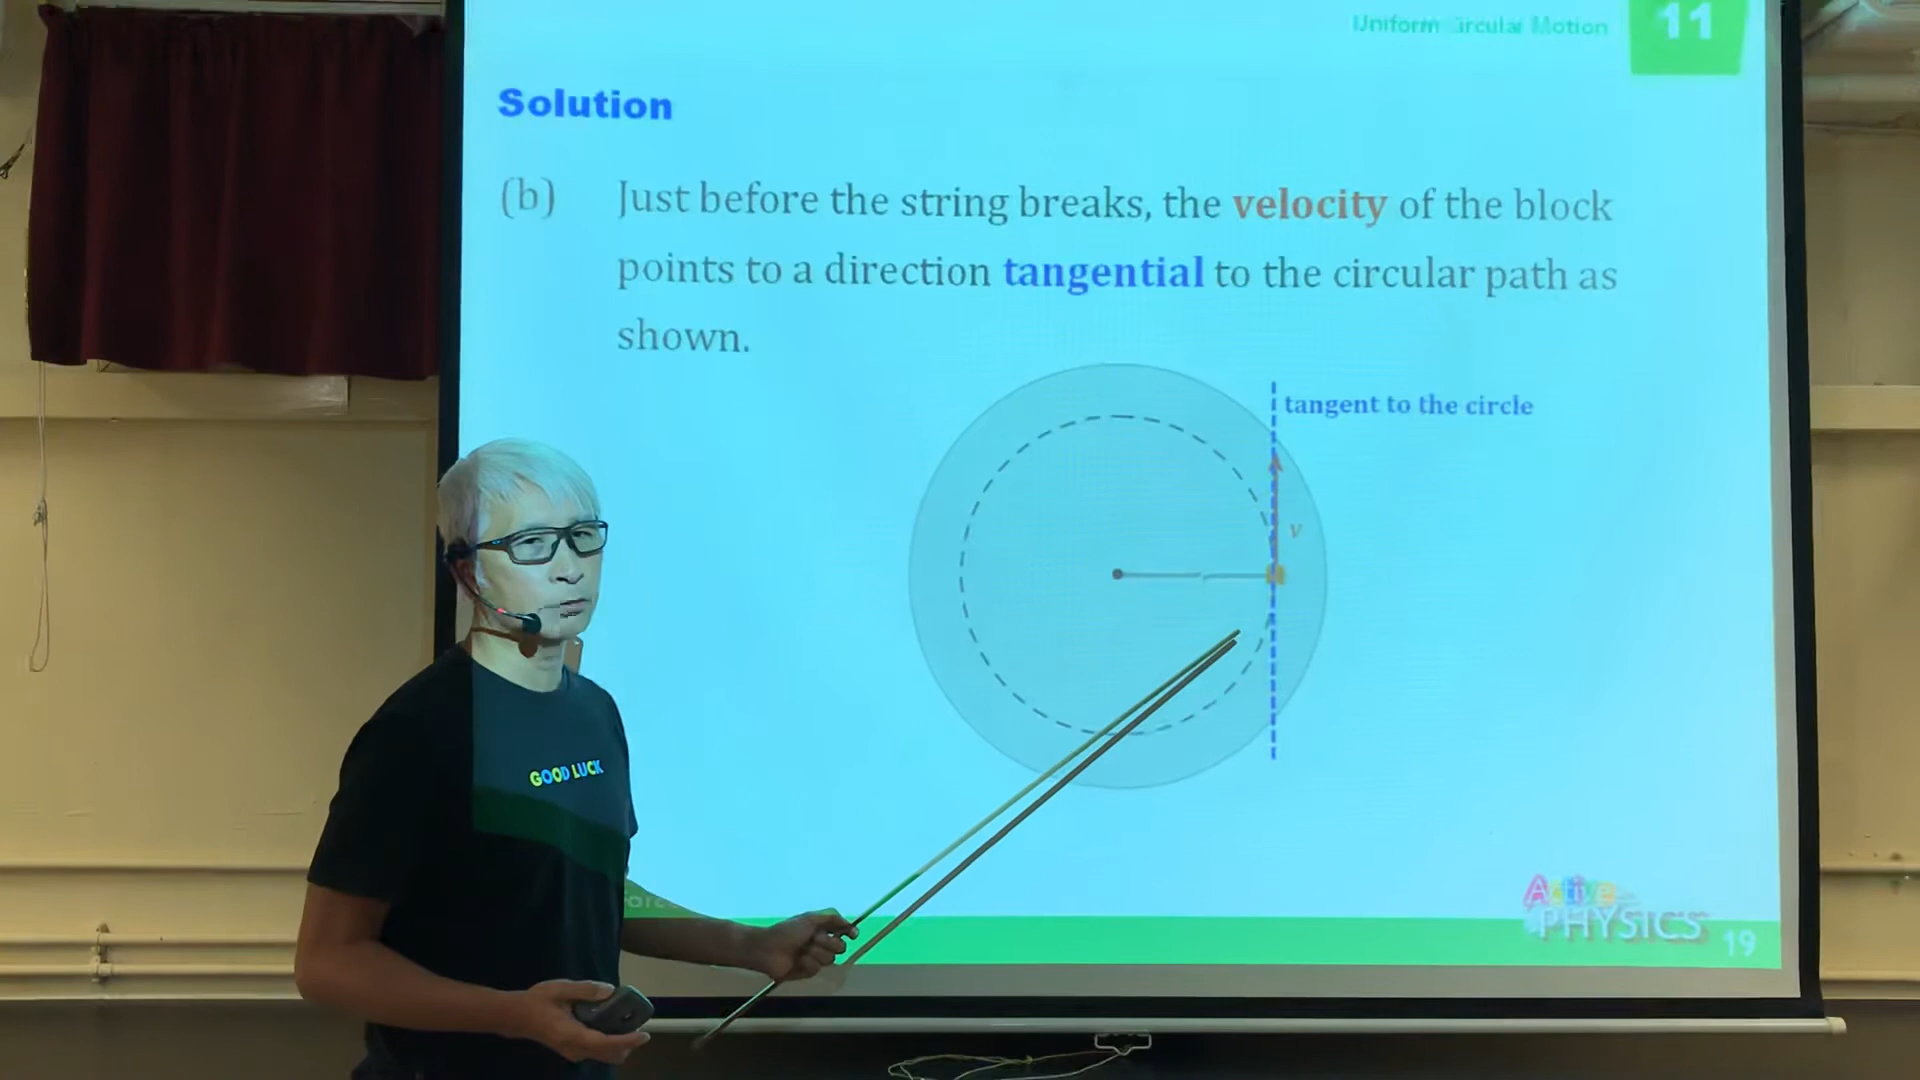 Uniform Circular Motion
11
Solution
(b) Just before the string breaks, the velocity of the block
points to a direction tangential to the circular path as
shown.
tangent to the circle
v
GOOD LUCK
Active
PHYSICS
19